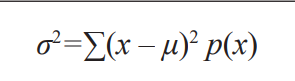 σ²=∑(x – μ)² p(x)